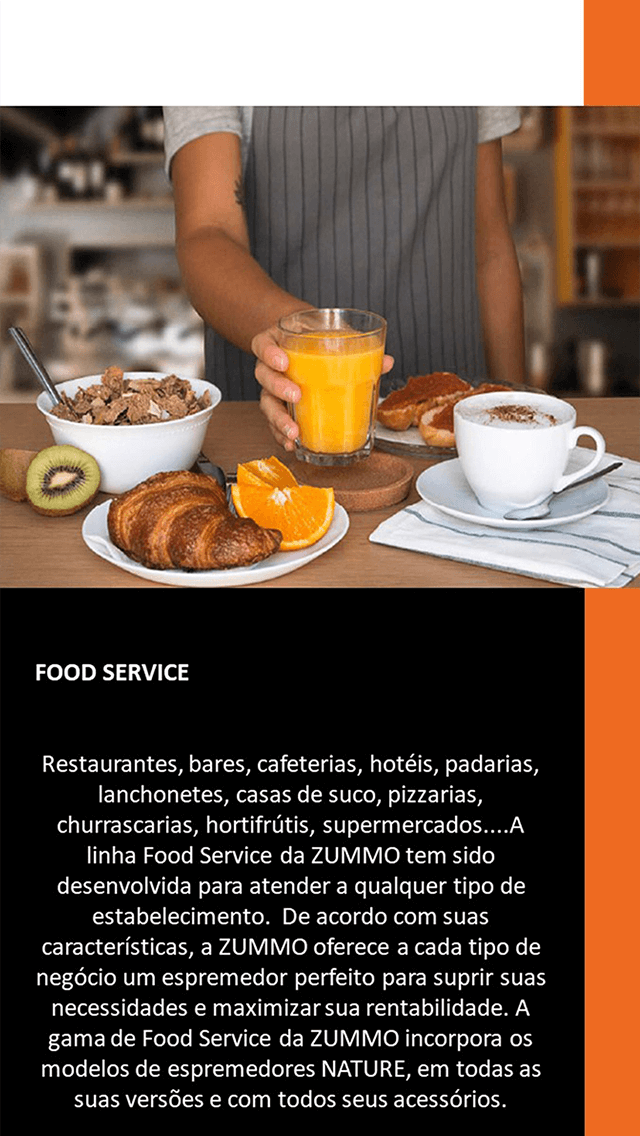 FOOD SERVICE
Restaurantes, bares, cafeterias, hotéis, padarias,
lanchonetes, casas de suco, pizzarias,
churrascarias, hortifrútis, supermercados....A
linha Food Service da ZUMMO tem sido
desenvolvida para atender a qualquer tipo de
estabelecimento.  De acordo com suas
características, a ZUMMO oferece a cada tipo de
negócio um espremedor perfeito para suprir suas
necessidades e maximizar sua rentabilidade. A
gama de Food Service da ZUMMO incorpora os
modelos de espremedores NATURE, em todas as
suas versões e com todos seus acessórios.